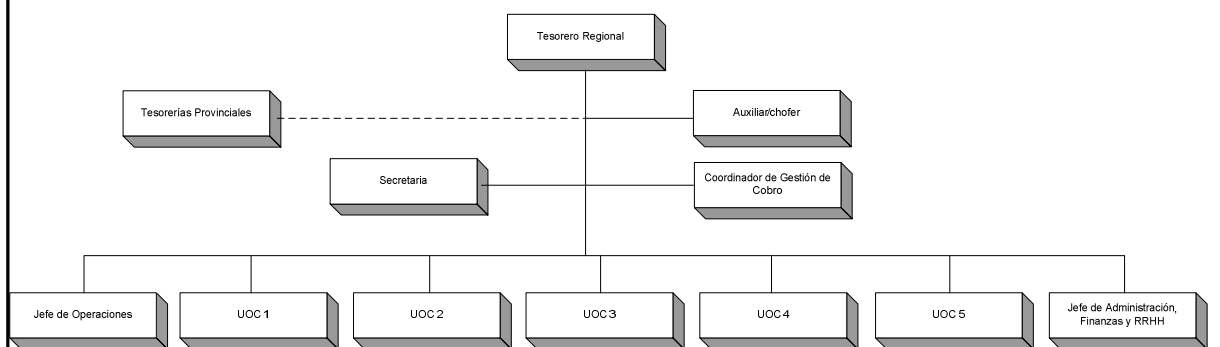 Tesorero Regional
Tesorerías Provinciales
Auxiliar/chofer
Secretaria
Coordinador de Gestión de
Cobro
Jefe de Operaciones
UOC 1
UOC 2
UOC 3
UOC 4
UOC 5
Jefe de Administración,
Finanzas y RRHH